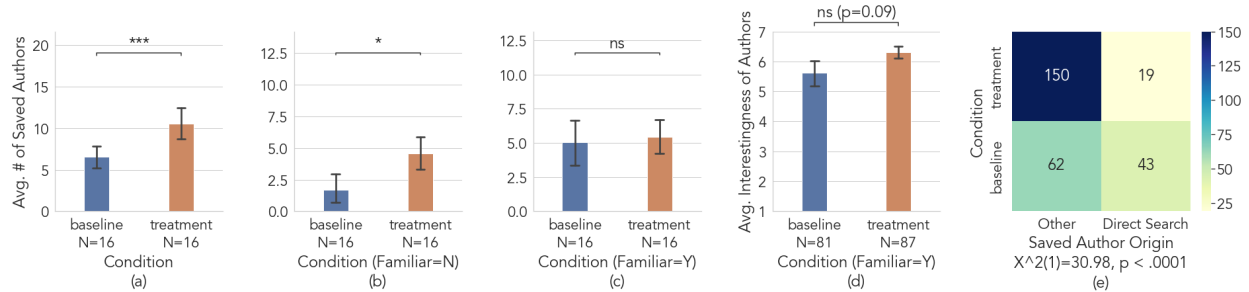 Avg. # of Saved Authors
20
15
10
5
0
***
baseline
N=16
treatment
N=16
Condition
(a)
12.5
10.0
7.5
5.0
2.5
0.0
*
baseline
N=16
treatment
N=16
Condition (Familiar=N)
(b)
12.5
10.0
7.5
5.0
2.5
0.0
ns
baseline
N=16
treatment
N=16
Condition (Familiar=Y)
(c)
Avg. Interestingness of Authors
7
6
5
4
3
2
1
ns (p=0.09)
baseline
N=81
treatment
N=87
Condition (Familiar=Y)
(d)
Condition
treatment
baseline
150
19
62
43
Other
Direct Search
Saved Author Origin
X^2(1)=30.98, p < .0001
(e)
150
125
100
75
50
25